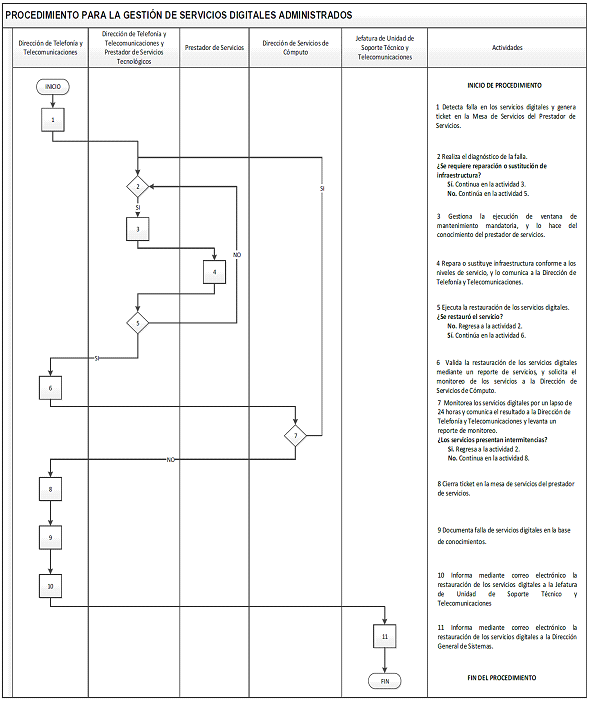 PROCEDIMIENTO PARA LA GESTIÓN DE SERVICIOS DIGITALES ADMINISTRADOS
Dirección de Telefonía y
Telecomunicaciones
Dirección de Telefonía y
Telecomunicaciones y
Prestador de Servicios
Tecnológicos
Prestador de Servicios
Dirección de Servicios de
Cómputo
Jefatura de Unidad de
Soporte Técnico y
Telecomunicaciones
Actividades
INICIO
1
2
SI
3
NO
4
5
SI
6
7
SI
NO
8
9
10
11
FIN
INICIO DE PROCEDIMIENTO
1 Detecta falla en los servicios digitales y genera
ticket en la Mesa de Servicios del Prestador de
Servicios.
2 Realiza el diagnóstico de la falla.
¿Se requiere reparación o sustitución de
infraestructura?
Sí. Continua en la actividad 3.
No. Continúa en la actividad 5.
3 Gestiona la ejecución de ventana de
mantenimiento mandatoria, y lo hace del
conocimiento del prestador de servicios.
4 Repara o sustituye infraestructura conforme a los
niveles de servicio, y lo comunica a la Dirección de
Telefonía y Telecomunicaciones.
5 Ejecuta la restauración de los servicios digitales.
¿Se restauró el servicio?
No. Regresa a la actividad 2.
Sí. Continúa en la actividad 6.
6 Valida la restauración de los servicios digitales
mediante un reporte de servicios, y solicita el
monitoreo de los servicios a la Dirección de
Servicios de Cómputo.
7 Monitorea los servicios digitales por un lapso de
24 horas y comunica el resultado a la Dirección de
Telefonía y Telecomunicaciones y levanta un
reporte de monitoreo.
¿Los servicios presentan intermitencias?
Sí. Regresa a la actividad 2.
No. Continua en la actividad 8.
8 Cierra ticket en la mesa de servicios del prestador
de servicios.
9 Documenta falla de servicios digitales en la base
de conocimientos.
10 Informa mediante correo electrónico la
restauración de los servicios digitales a la Jefatura
de Unidad de Soporte Técnico y
Telecomunicaciones
11 Informa mediante correo electrónico la
restauración de los servicios digitales a la Dirección
General de Sistemas.
FIN DEL PROCEDIMIENTO